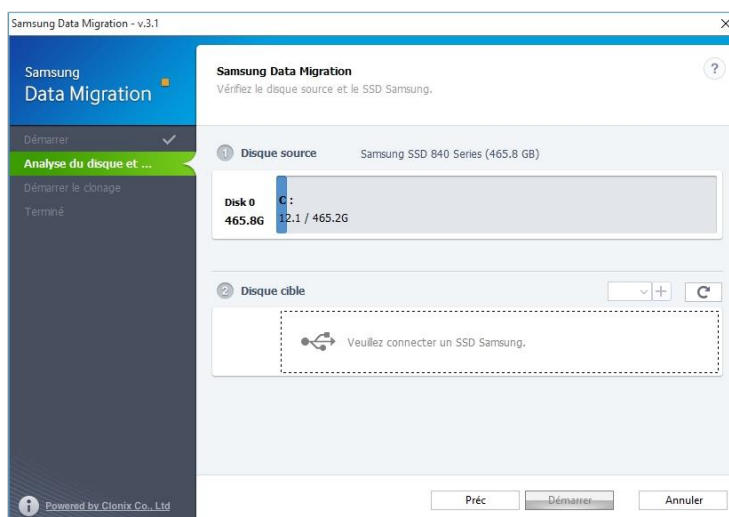 Samsung Data Migration - v.3.1
Samsung
Data Migration
Démarrer
Analyse du disque et ...
Démarrer le clonage
Terminé
Powered by Clonix Co., Ltd
Samsung Data Migration
Vérifiez le disque source et le SSD Samsung.
?
1 Disque source Samsung SSD 840 Series (465.8 GB)
Disk 0
465.8G
C :
12.1 / 465.2G
2 Disque cible
Veuillez connecter un SSD Samsung.
Préc Démarrer Annuler